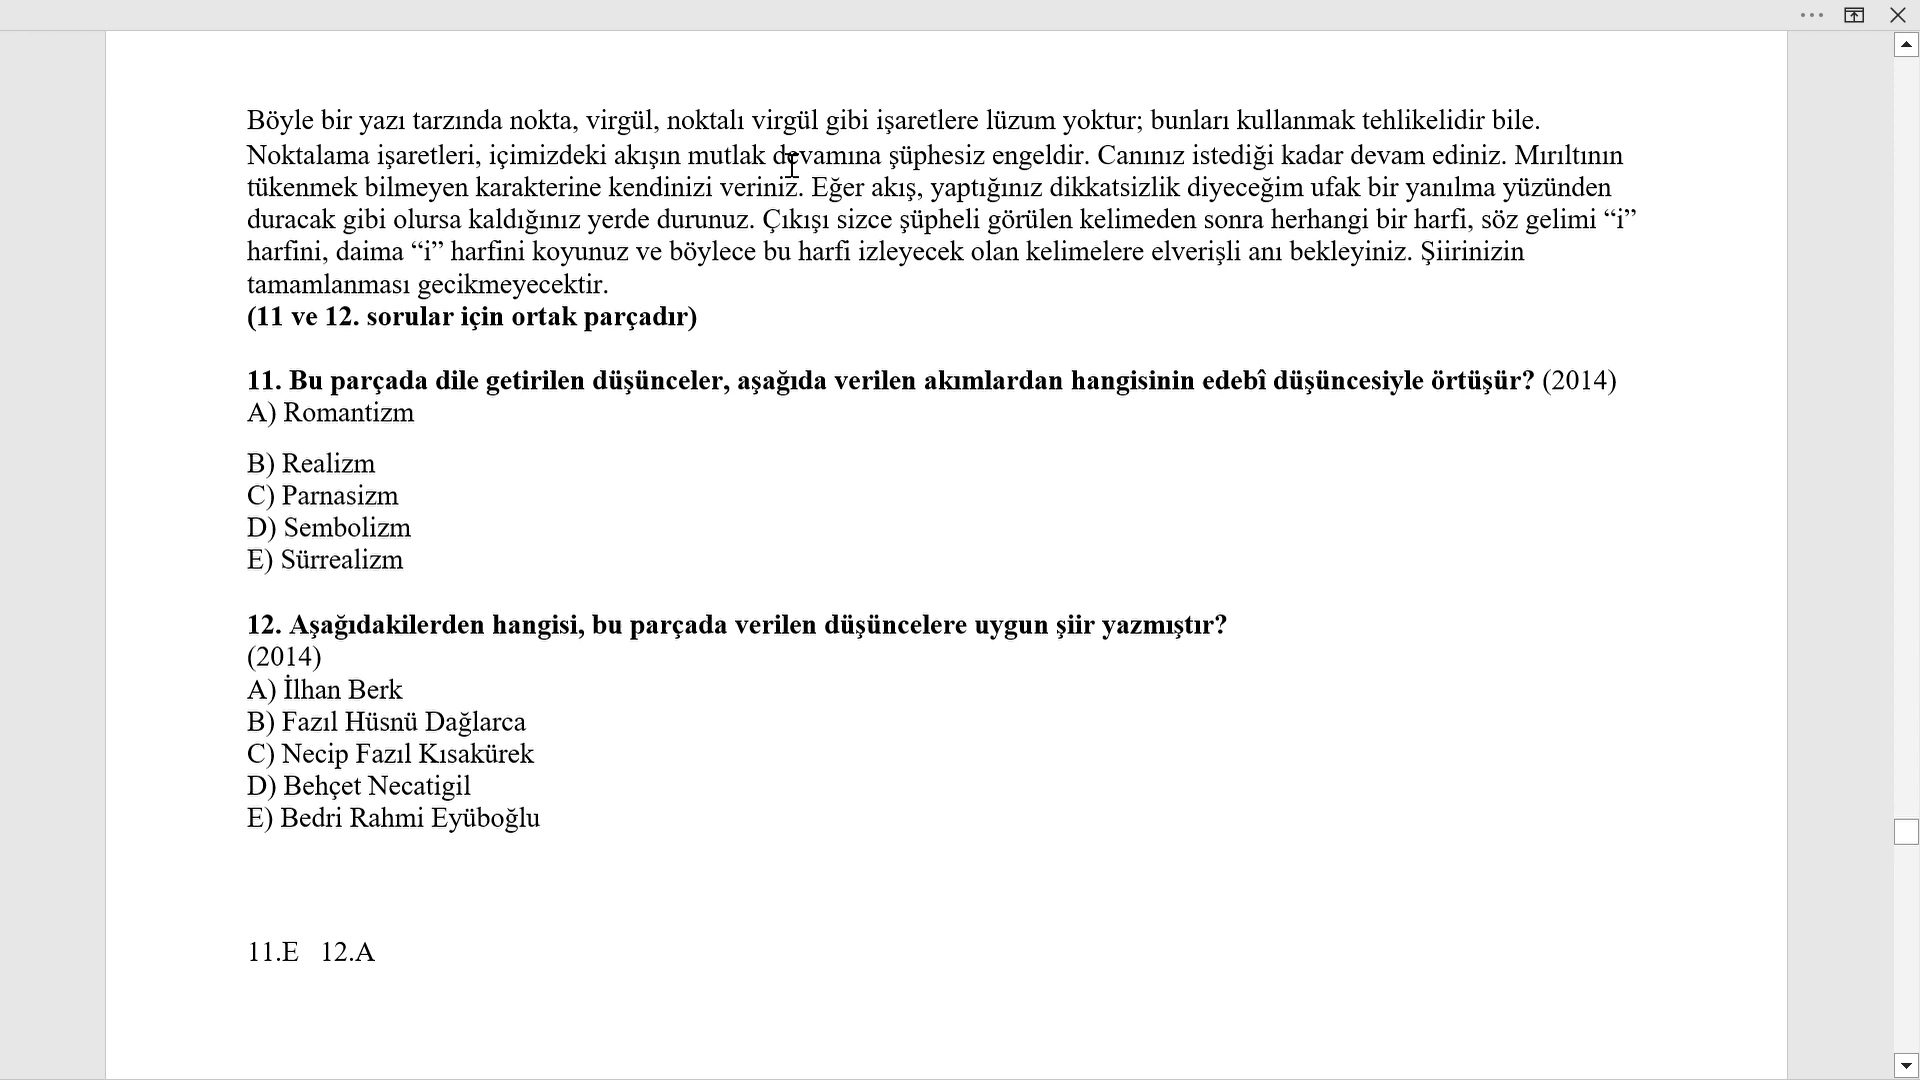 Böyle bir yazı tarzında nokta, virgül, noktalı virgül gibi işaretlere lüzum yoktur; bunları kullanmak tehlikelidir bile.
Noktalama işaretleri, içimizdeki akışın mutlak devamına şüphesiz engeldir. Canınız istediği kadar devam ediniz. Mırıltının
tükenmek bilmeyen karakterine kendinizi veriniz. Eğer akış, yaptığınız dikkatsizlik diyeceğim ufak bir yanılma yüzünden
duracak gibi olursa kaldığınız yerde durunuz. Çıkışı sizce şüpheli görülen kelimeden sonra herhangi bir harfi, söz gelimi “i”
harfini, daima “i” harfini koyunuz ve böylece bu harfi izleyecek olan kelimelere elverişli anı bekleyiniz. Şiirinizin
tamamlanması gecikmeyecektir.
(11 ve 12. sorular için ortak parçadır)
11. Bu parçada dile getirilen düşünceler, aşağıda verilen akımlardan hangisinin edebî düşüncesiyle örtüşür? (2014)
A) Romantizm
B) Realizm
C) Parnasizm
D) Sembolizm
E) Sürrealizm
12. Aşağıdakilerden hangisi, bu parçada verilen düşüncelere uygun şiir yazmıştır?
(2014)
A) İlhan Berk
B) Fazıl Hüsnü Dağlarca
C) Necip Fazıl Kısakürek
D) Behçet Necatigil
E) Bedri Rahmi Eyüboğlu
11.E 12.A